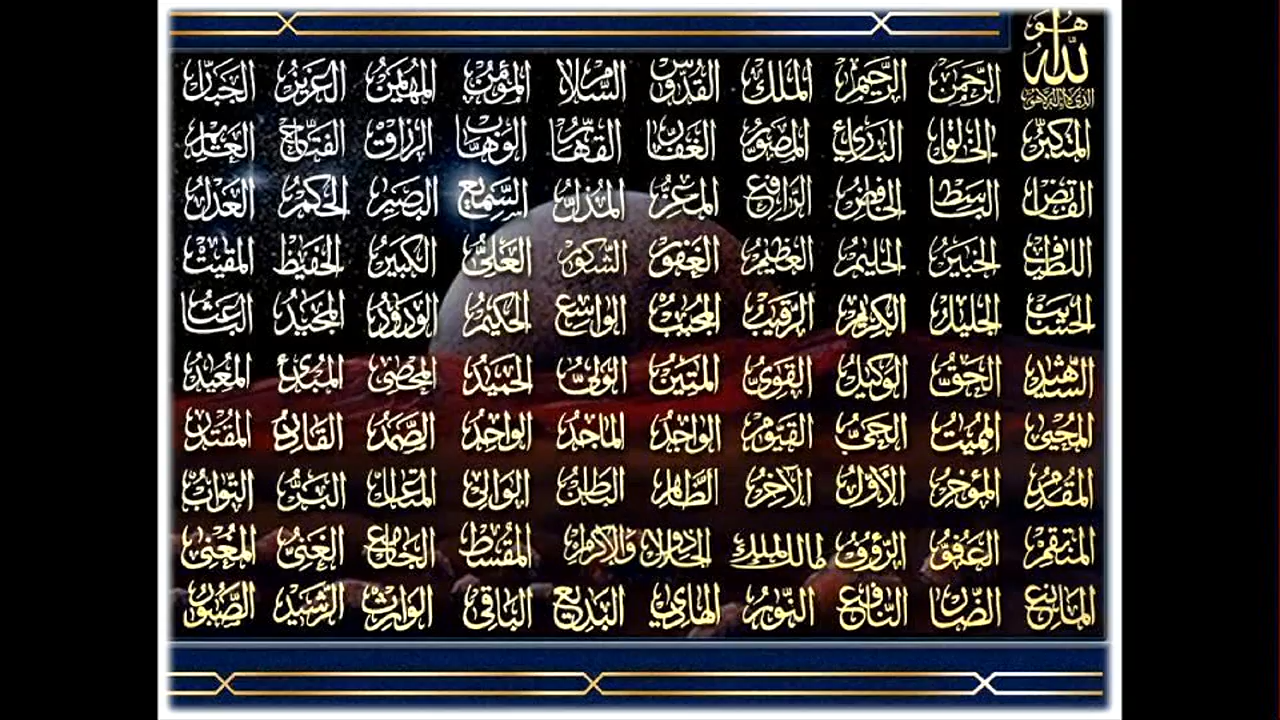 هو الله الذي لا إله إلا هو
الرحمن الرحيم الملك القدوس السلام المؤمن المهيمن العزيز الجبار
المتكبر الخالق البارئ المصور الغفار القهار الوهاب الرزاق الفتاح العليم
القابض الباسط الخافض الرافع المعز المذل السميع البصير الحكم العدل
اللطيف الخبير الحليم العظيم الغفور الشكور العلي الكبير الحفيظ المقيت
الحسيب الجليل الكريم الرقيب المجيب الواسع الحكيم الودود المجيد الباعث
الشهيد الحق الوكيل القوي المتين الولي الحميد المحصي المبدئ المعيد
المحيي المميت الحي القيوم الواجد الماجد الواحد الصمد القادر المقتدر
المقدم المؤخر الأول الآخر الظاهر الباطن الوالي المتعال البر التواب
المنتقم العفو الرؤوف مالك الملك ذو الجلال والإكرام المقسط الجامع الغني المغني
المانع الضار النافع النور الهادي البديع الباقي الوارث الرشيد الصبور